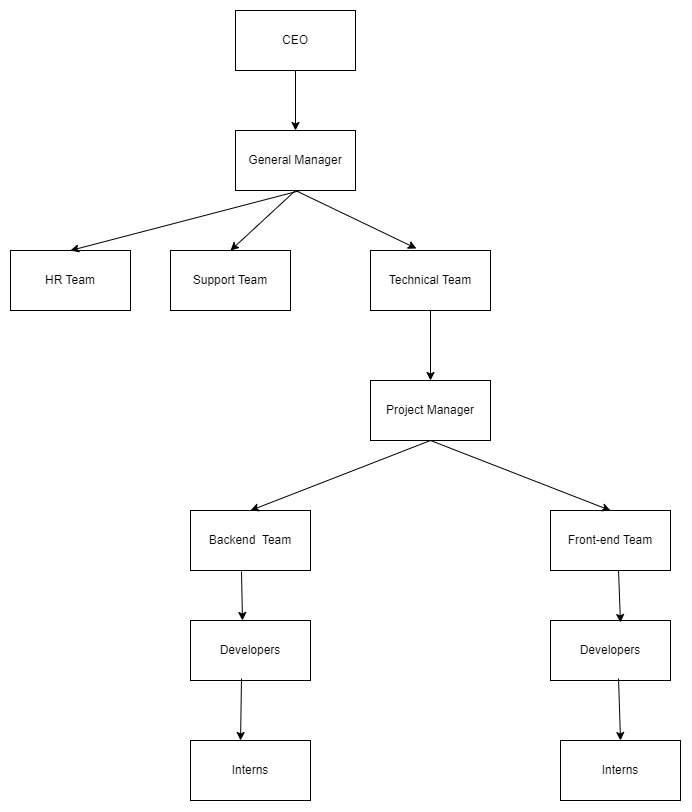 CEO
General Manager
HR Team
Support Team
Technical Team
Project Manager
Backend  Team
Front-end Team
Developers
Developers
Interns
Interns